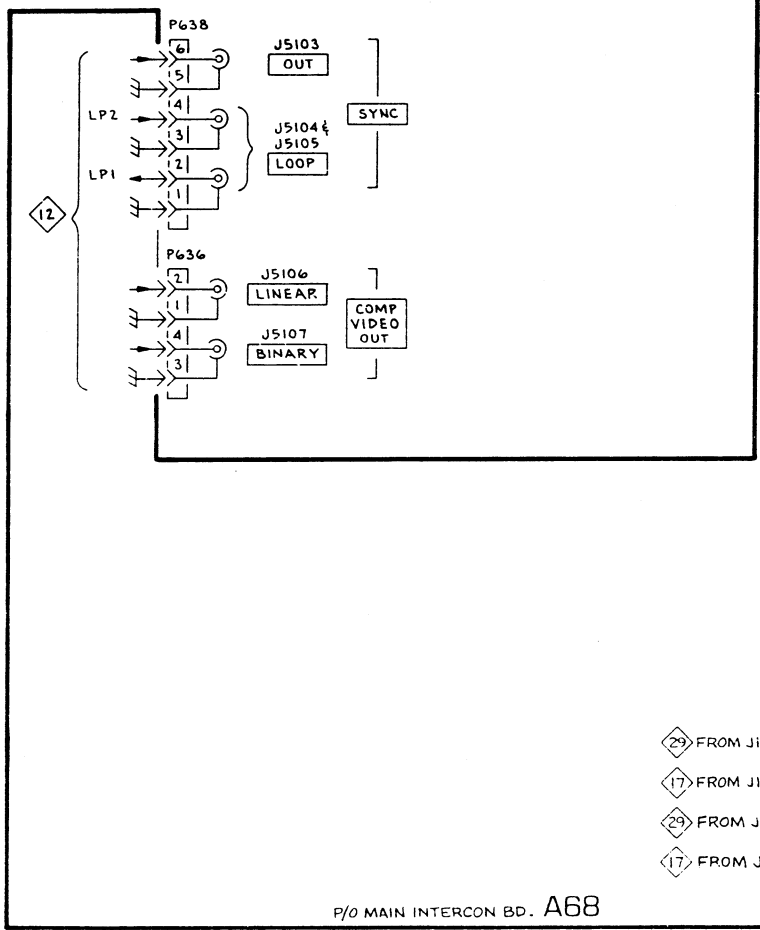 P638
6
J5103
OUT
5
LP2
4
SYNC
3
J5104 &
J5105
LOOP
LP1
2
1
12
P636
2
J5106
LINEAR
1
COMP
VIDEO
OUT
4
J5107
BINARY
3
29 FROM
17 FROM
29 FROM
17 FROM
P/O MAIN INTERCON BD. A68